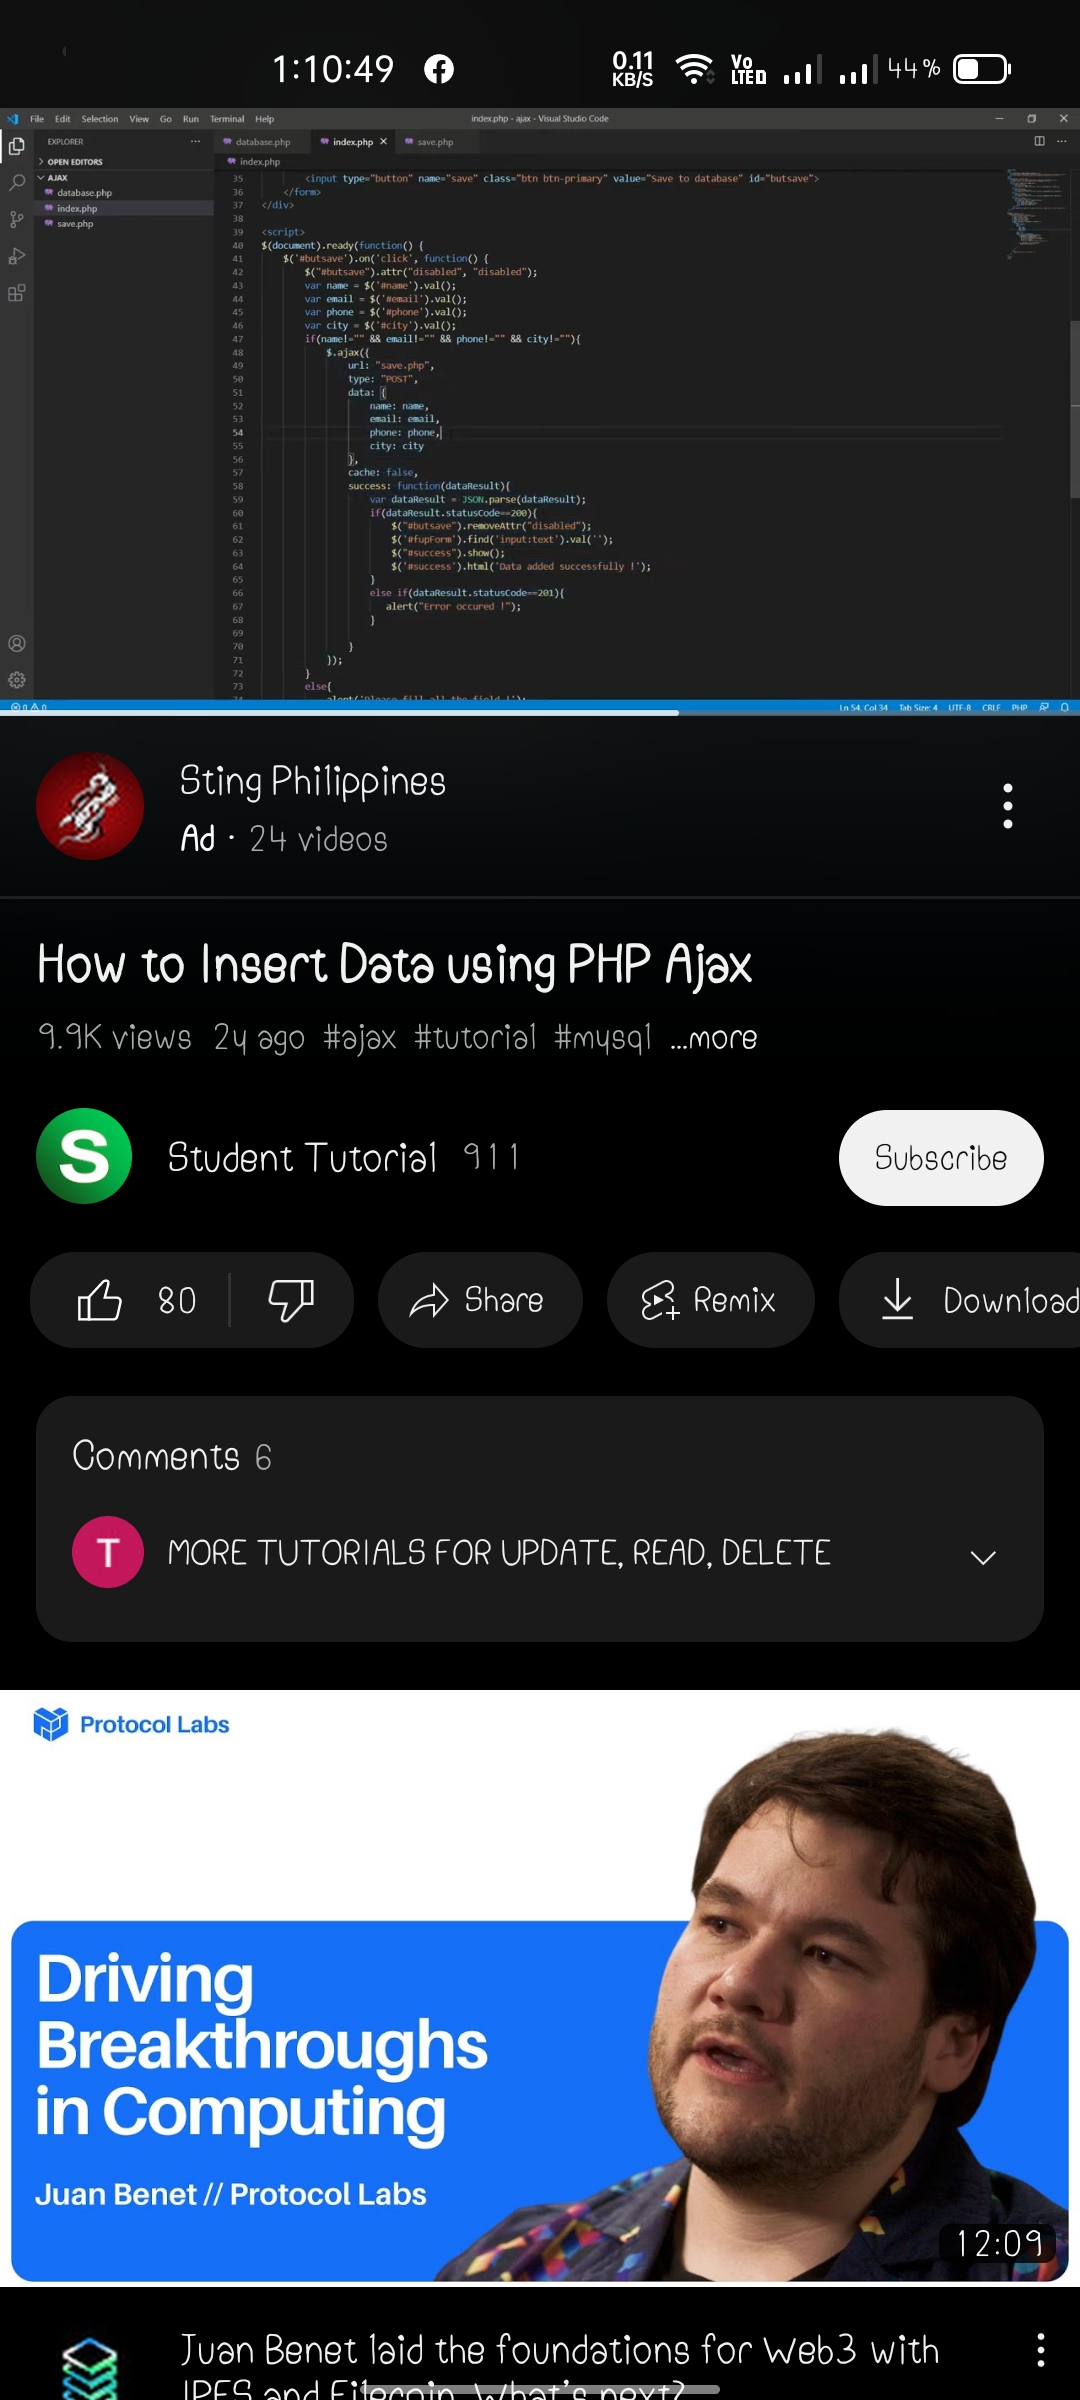 1:10:49
0.11 KB/S
Vo LTE
44%
File Edit Selection View Go Run Terminal Help
index.php - ajax - Visual Studio Code
EXPLORER
database.php index.php save.php
OPEN EDITORS
index.php
AJAX
database.php
index.php
save.php
35 <input type="button" name="save" class="btn btn-primary" value="Save to database" id="butsave">
36 </form>
37 </div>
38
39 <script>
40 $(document).ready(function() {
41 $('#butsave').on('click', function() {
42 $("#butsave").attr("disabled", "disabled");
43 var name = $('#name').val();
44 var email = $('#email').val();
45 var phone = $('#phone').val();
46 var city = $('#city').val();
47 if(name!="" && email!="" && phone!="" && city!=""){
48 $.ajax({
49 url: "save.php",
50 type: "POST",
51 data: {
52 name: name,
53 email: email,
54 phone: phone,
55 city: city
56 },
57 cache: false,
58 success: function(dataResult){
59 var dataResult = JSON.parse(dataResult);
60 if(dataResult.statusCode==200){
61 $("#butsave").removeAttr("disabled");
62 $('#fupForm').find('input:text').val('');
63 $("#success").show();
64 $('#success').html('Data added successfully !');
65 }
66 else if(dataResult.statusCode==201){
67 alert("Error occured !");
68 }
69
70 }
71 });
72 }
73 else{
alert('Please fill all the field !');
Ln 54, Col 34 Tab Size: 4 UTF-8 CRLF PHP
Sting Philippines
Ad · 24 videos
How to Insert Data using PHP Ajax
9.9K views 2y ago #ajax #tutorial #mysql ...more
S
Student Tutorial 911
Subscribe
80
Share
Remix
Download
Comments 6
T
MORE TUTORIALS FOR UPDATE, READ, DELETE
Protocol Labs
Driving
Breakthroughs
in Computing
Juan Benet // Protocol Labs
12:09
Juan Benet laid the foundations for Web3 with
IPFS and Filecoin. What's next?